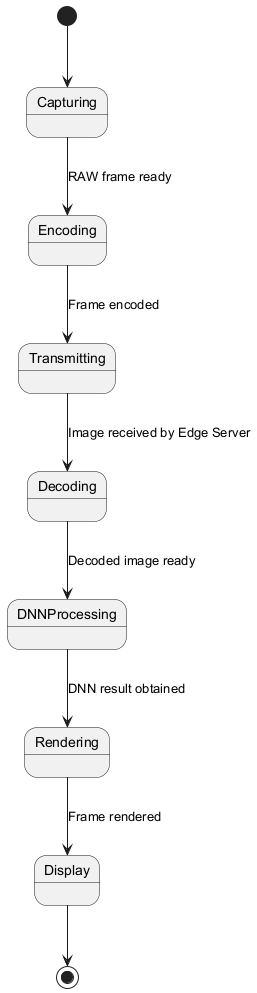 Capturing
RAW frame ready
Encoding
Frame encoded
Transmitting
Image received by Edge Server
Decoding
Decoded image ready
DNNProcessing
DNN result obtained
Rendering
Frame rendered
Display